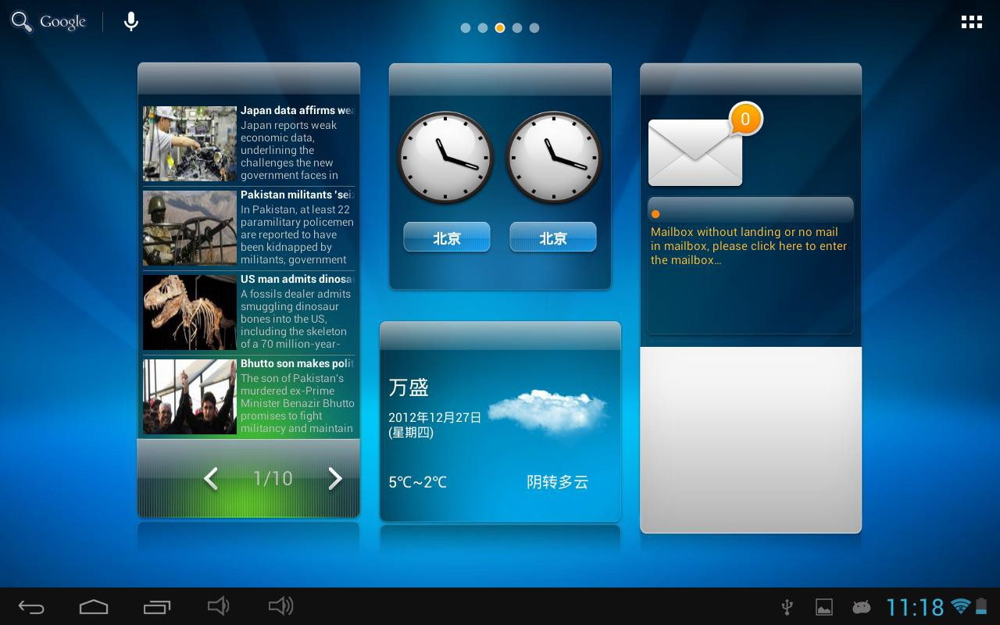 Google
Japan data affirms wea
Japan reports weak
economic data,
underlining the
challenges the new
government faces in
Pakistan militants 'sei
In Pakistan, at least 22
paramilitary policemen
are reported to have
been kidnapped by
militants, government
US man admits dinosa
A fossils dealer admits
smuggling dinosaur
bones into the US,
including the skeleton
of a 70 million-year-
Bhutto son makes polit
The son of Pakistan's
murdered ex-Prime
Minister Benazir Bhutto
promises to fight
militancy and maintain
1/10
北京 北京
万盛
2012年12月27日
(星期四)
5℃~2℃ 阴转多云
0
Mailbox without landing or no mail
in mailbox, please click here to enter
the mailbox...
11:18